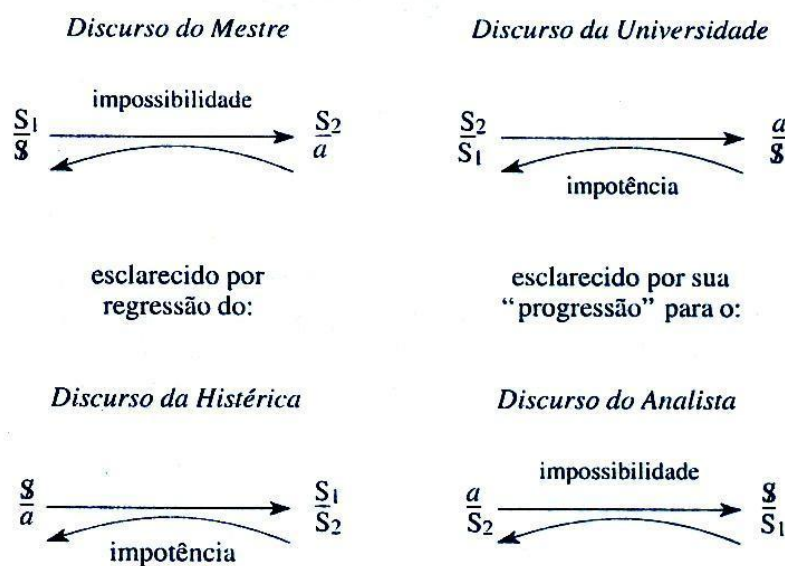 Discurso do Mestre
Discurso da Universidade
impossibilidade
S₁ S₂
$ a
S₂ a
S₁ $
impotência
esclarecido por
regressão do:
esclarecido por sua
“progressão” para o:
Discurso da Histérica
Discurso do Analista
$ S₁
a S₂
impotência
impossibilidade
a $
S₂ S₁